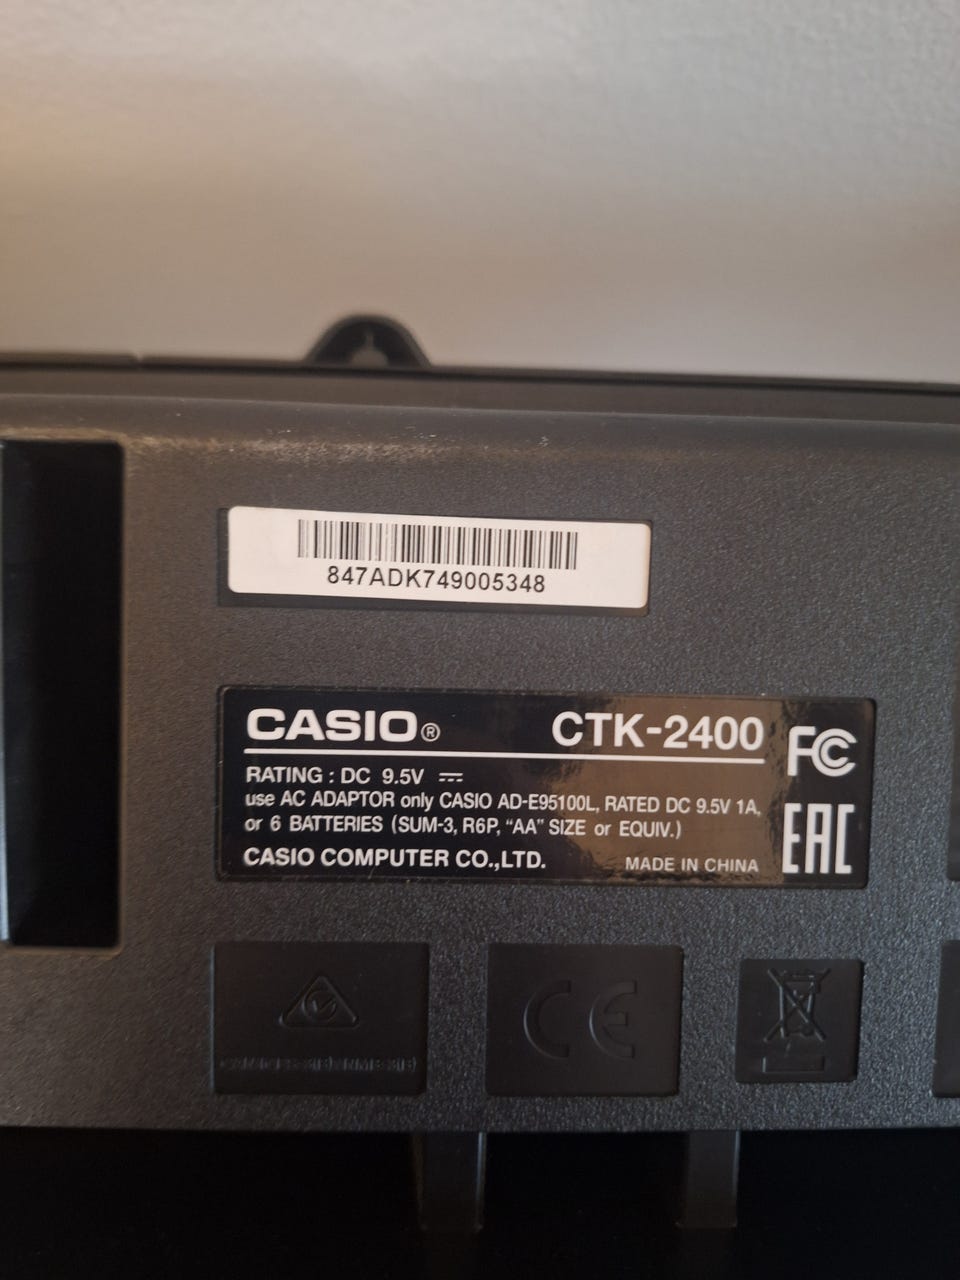 847ADK749005348
CASIO® CTK-2400
FC
RATING : DC 9.5V ⎓
use AC ADAPTOR only CASIO AD-E95100L, RATED DC 9.5V 1A,
or 6 BATTERIES (SUM-3, R6P, "AA" SIZE or EQUIV.)
EAC
CASIO COMPUTER CO.,LTD. MADE IN CHINA
CE